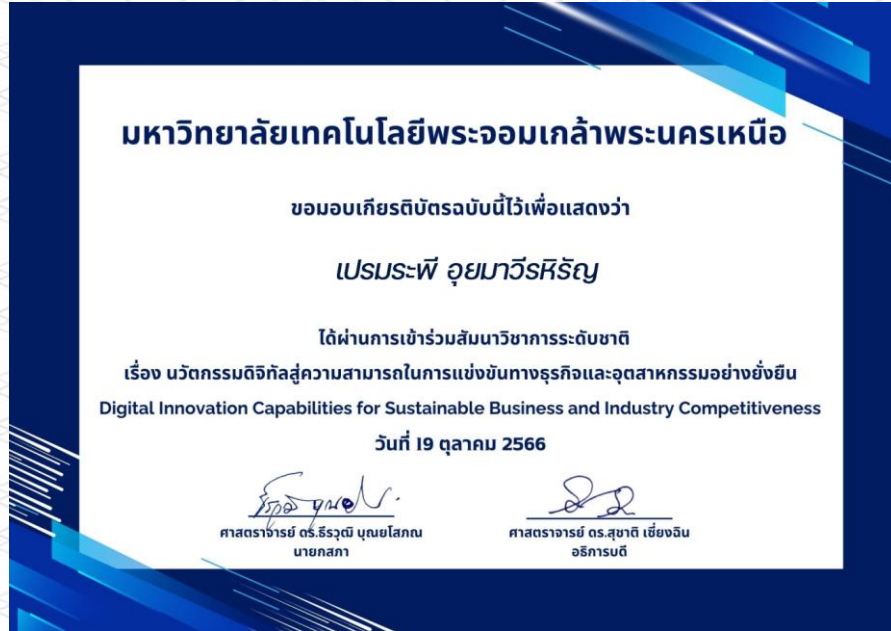 มหาวิทยาลัยเทคโนโลยีพระจอมเกล้าพระนครเหนือ
ขอมอบเกียรติบัตรฉบับนี้ไว้เพื่อแสดงว่า
เปรมระพี อุยมาวีรหิรัญ
ได้ผ่านการเข้าร่วมสัมนาวิชาการระดับชาติ
เรื่อง นวัตกรรมดิจิทัลสู่ความสามารถในการแข่งขันทางธุรกิจและอุตสาหกรรมอย่างยั่งยืน
Digital Innovation Capabilities for Sustainable Business and Industry Competitiveness
วันที่ 19 ตุลาคม 2566
ศาสตราจารย์ ดร.ธีรวุฒิ บุณยโสภณ
นายกสภา
ศาสตราจารย์ ดร.สุชาติ เซี่ยงฉิน
อธิการบดี